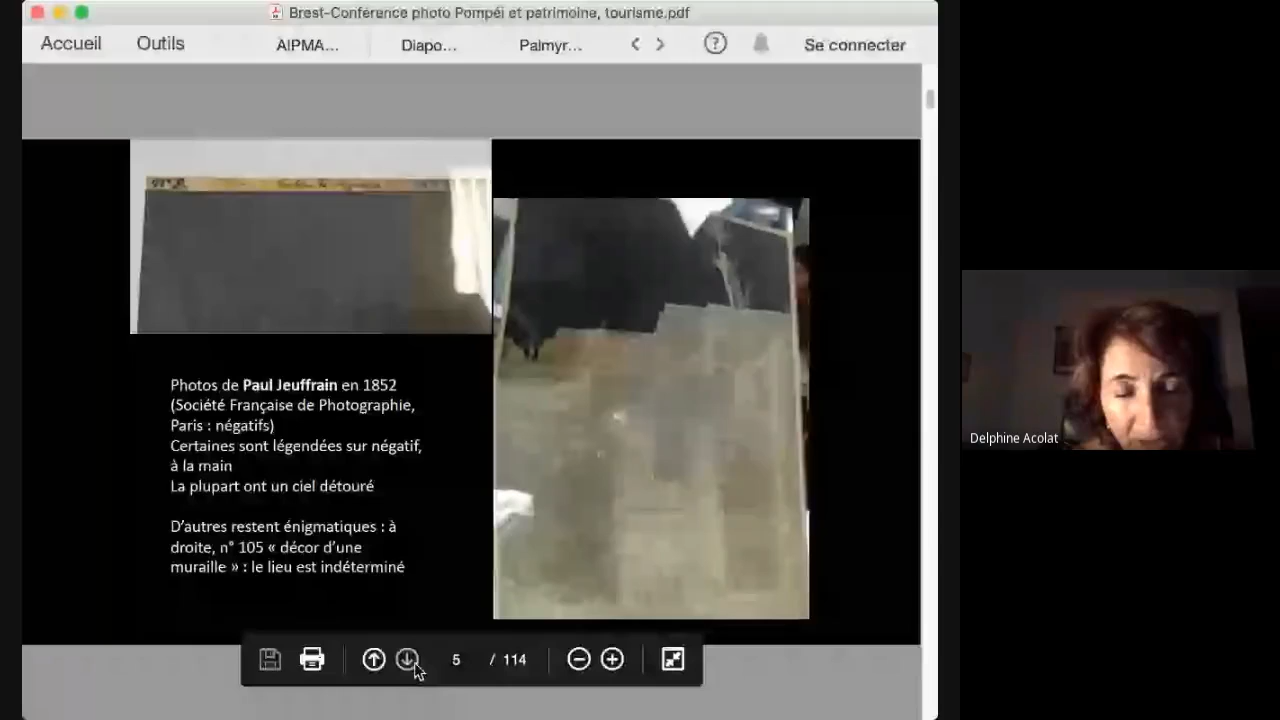 Brest-Conférence photo Pompéi et patrimoine, tourisme.pdf
Accueil Outils AIPMA... Diapo... Palmyr... Se connecter
Photos de Paul Jeuffrain en 1852
(Société Française de Photographie,
Paris : négatifs)
Certaines sont légendées sur négatif,
à la main
La plupart ont un ciel détouré
D'autres restent énigmatiques : à
droite, n° 105 « décor d'une
muraille » : le lieu est indéterminé
Delphine Acolat
5 / 114